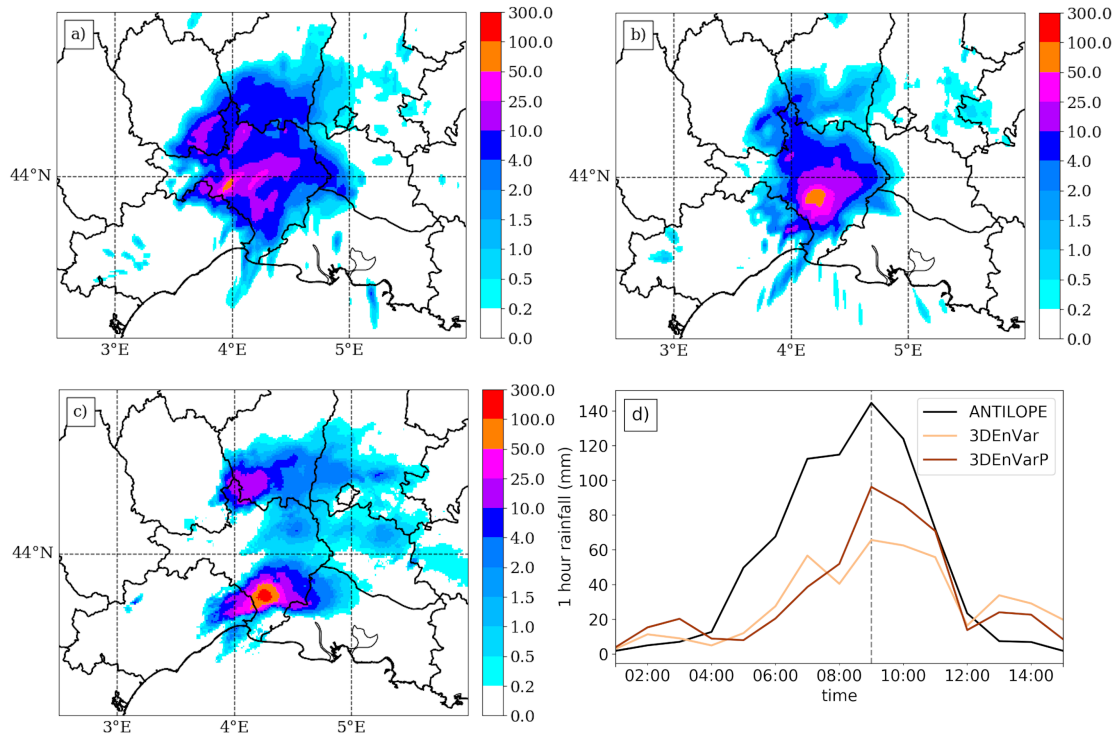 a)
300.0
100.0
50.0
25.0
10.0
4.0
2.0
1.5
1.0
0.5
0.2
0.0
44°N
3°E 4°E 5°E
b)
300.0
100.0
50.0
25.0
10.0
4.0
2.0
1.5
1.0
0.5
0.2
0.0
44°N
3°E 4°E 5°E
c)
300.0
100.0
50.0
25.0
10.0
4.0
2.0
1.5
1.0
0.5
0.2
0.0
44°N
3°E 4°E 5°E
d)
ANTILOPE
3DEnVar
3DEnVarP
1 hour rainfall (mm)
140
120
100
80
60
40
20
0
02:00 04:00 06:00 08:00 10:00 12:00 14:00
time